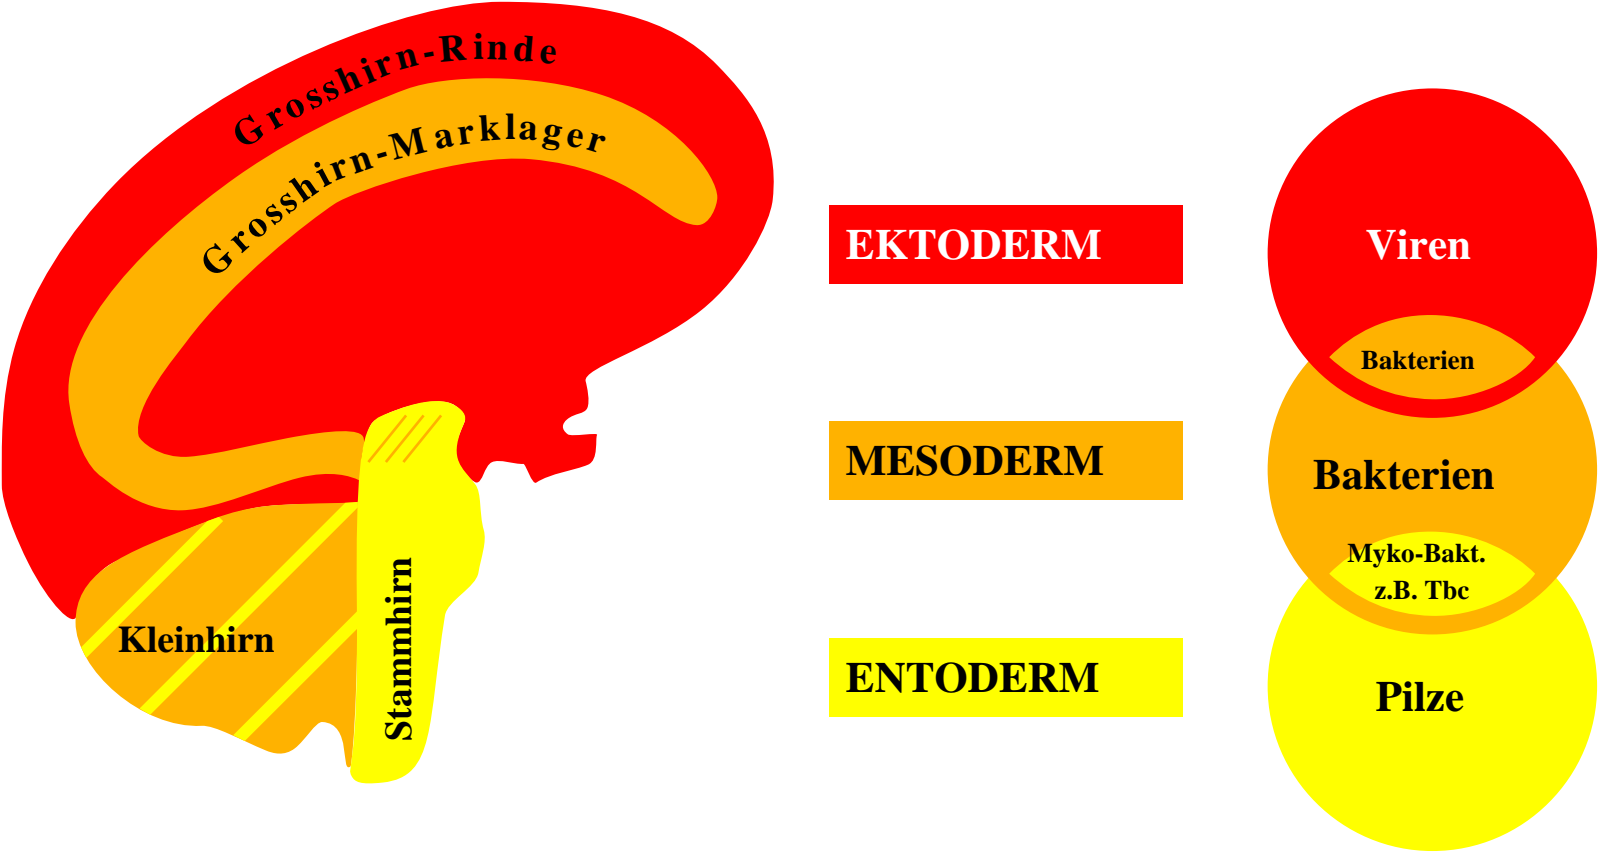 Grosshirn-Rinde
Grosshirn-Marklager
Kleinhirn
Stammhirn
EKTODERM
MESODERM
ENTODERM
Viren
Bakterien
Bakterien
Myko-Bakt.
z.B. Tbc
Pilze